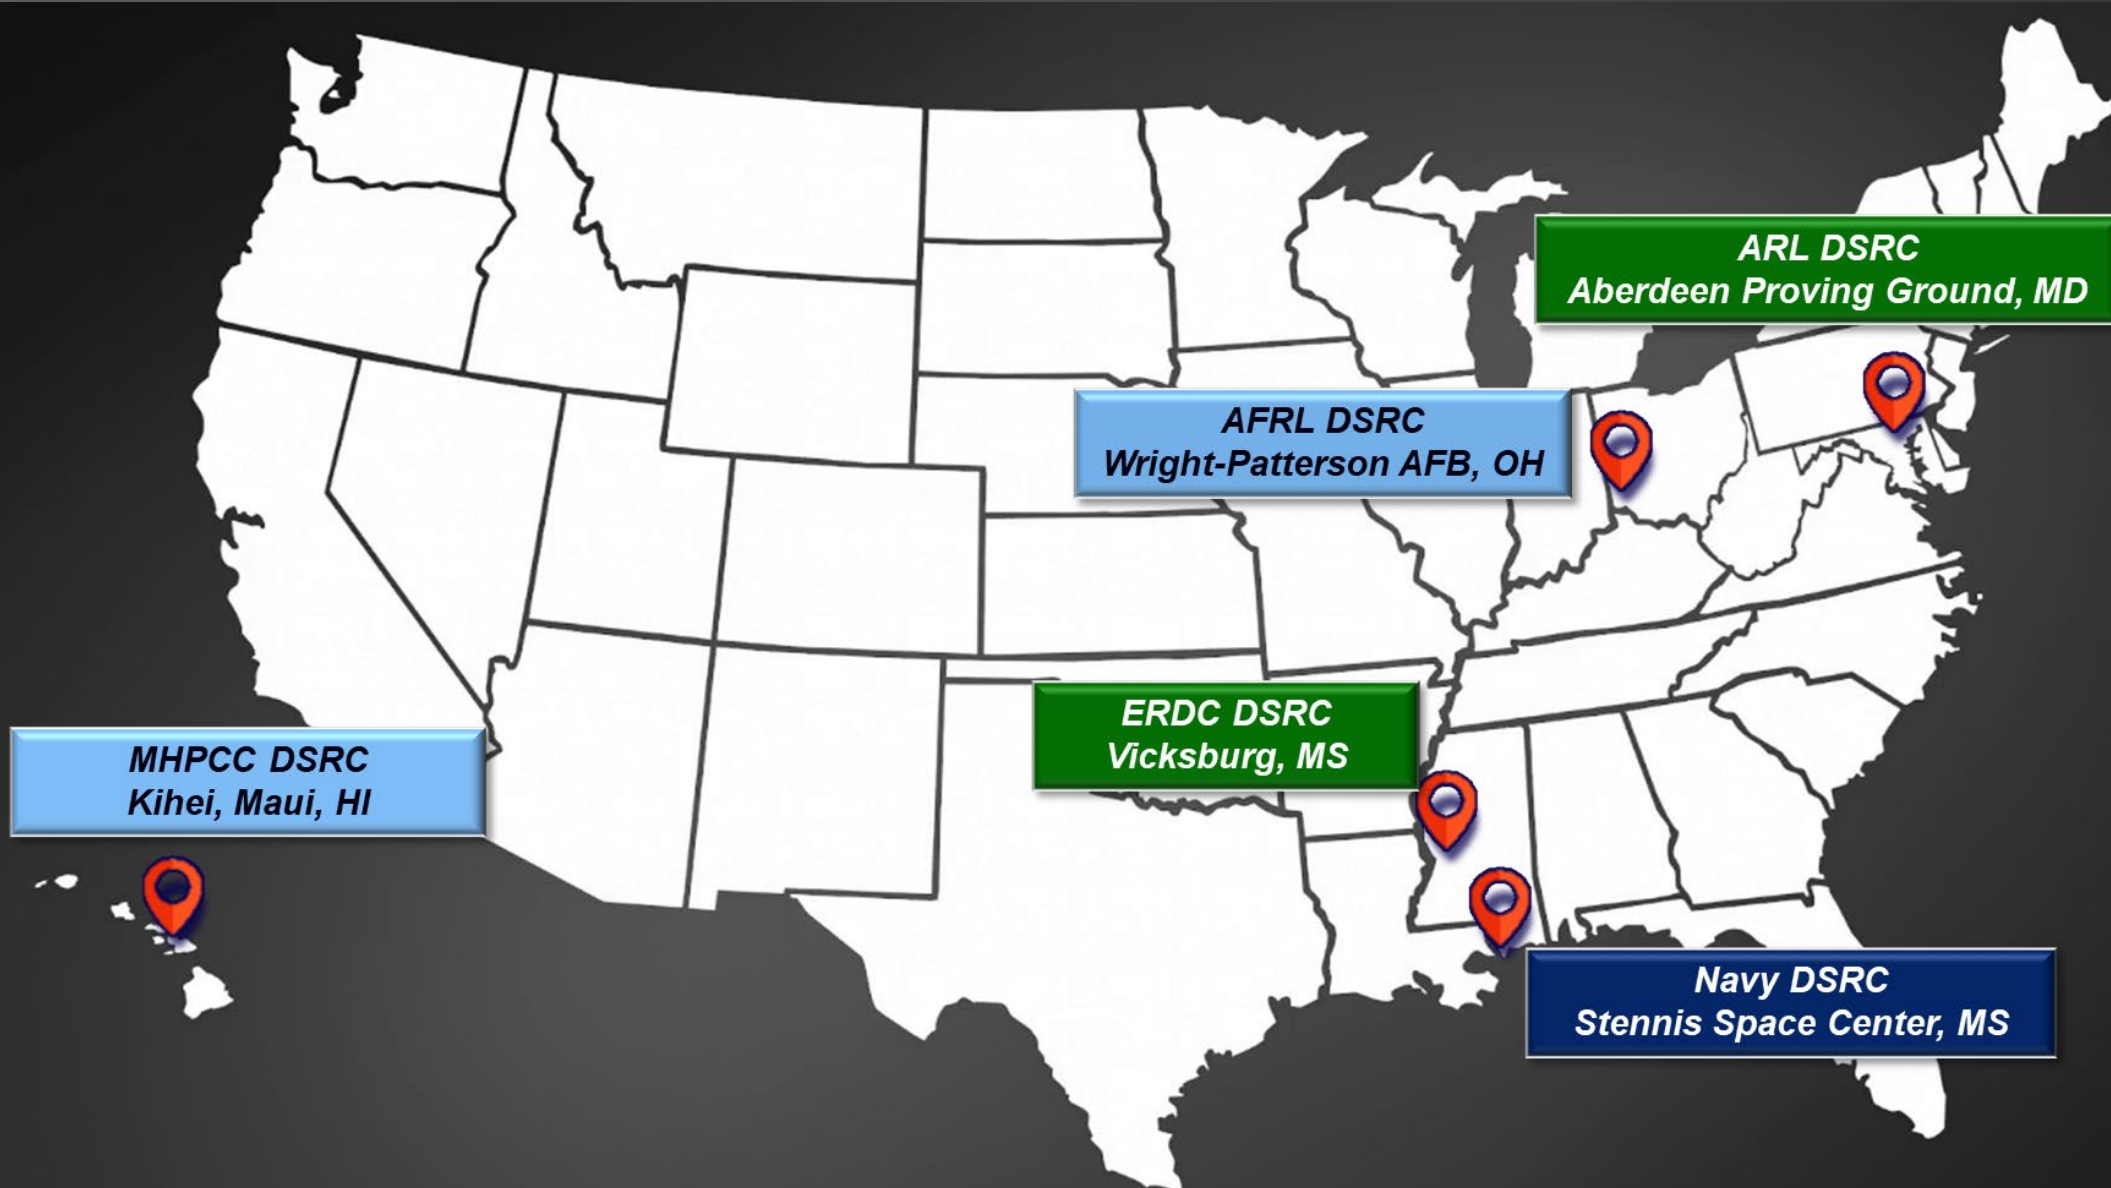 ARL DSRC
Aberdeen Proving Ground, MD
AFRL DSRC
Wright-Patterson AFB, OH
ERDC DSRC
Vicksburg, MS
MHPCC DSRC
Kihei, Maui, HI
Navy DSRC
Stennis Space Center, MS